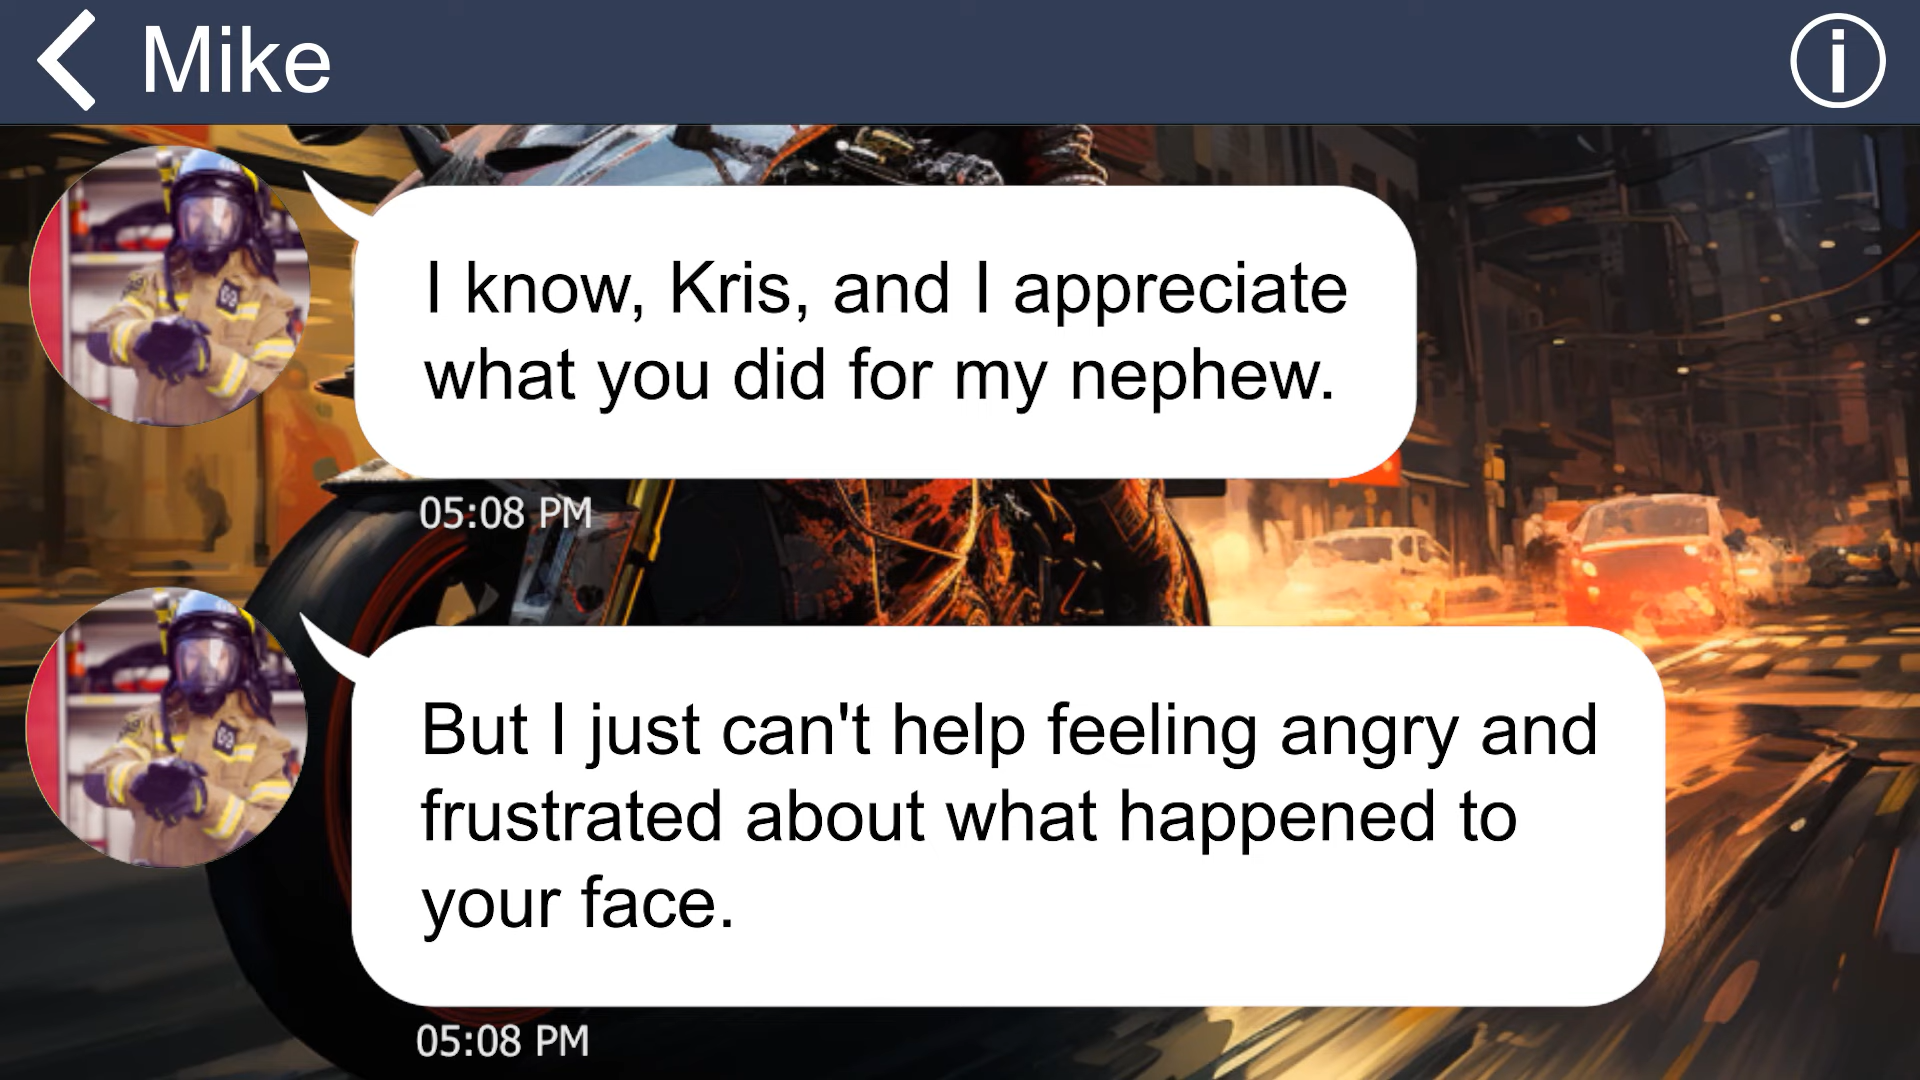 Mike
I know, Kris, and I appreciate
what you did for my nephew.
05:08 PM
But I just can't help feeling angry and
frustrated about what happened to
your face.
05:08 PM